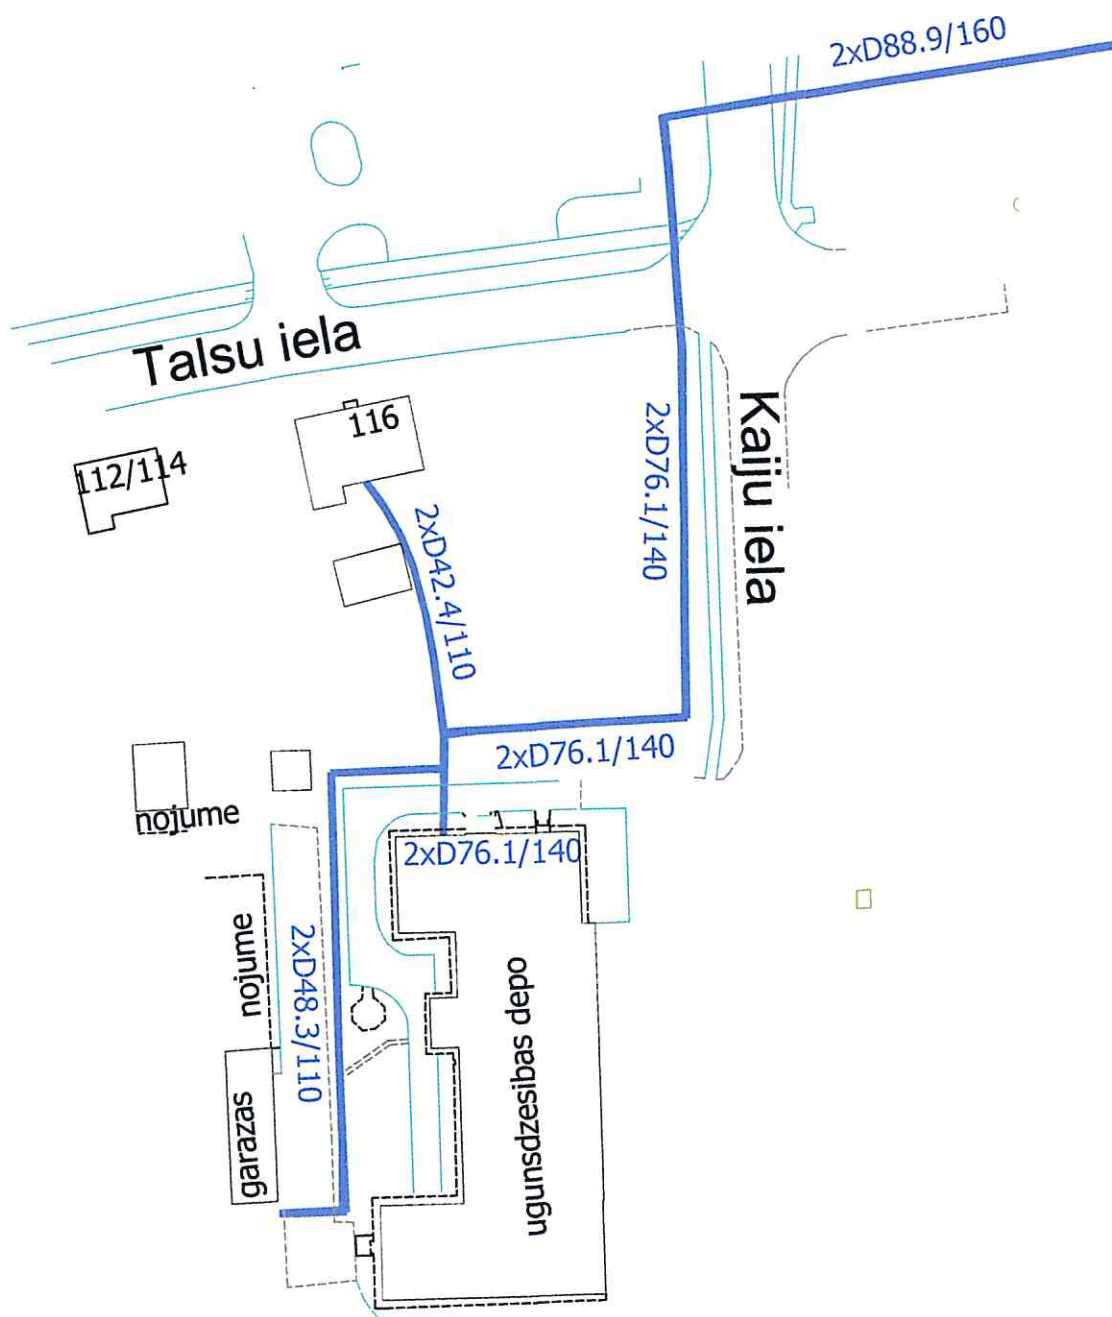 2xD88.9/160
Talsu iela
116
112/114
Kaiju iela
2xD76.1/140
2xD42.4/110
2xD76.1/140
nojume
2xD76.1/140
nojume
2xD48.3/110
ugunsdzesibas depo
garazas